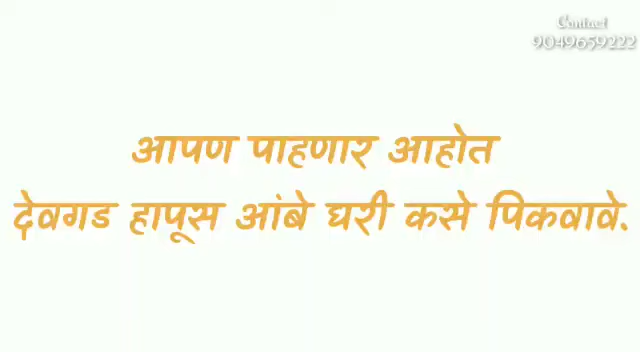 Contact
9049659222
आपण पाहणार आहोत
देवगड हापूस आंबे घरी कसे पिकवावे.